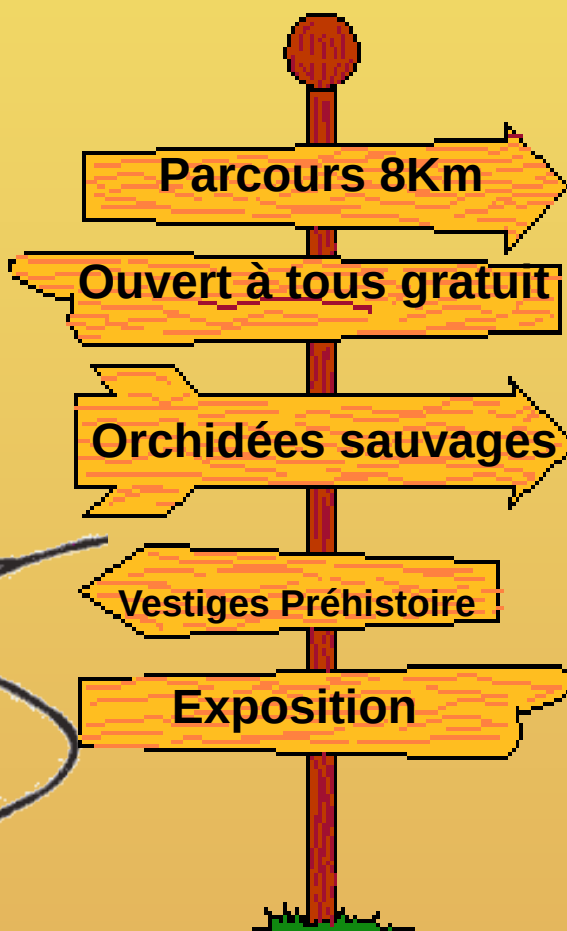 Parcours 8Km
Ouvert à tous gratuit
Orchidées sauvages
Vestiges Préhistoire
Exposition